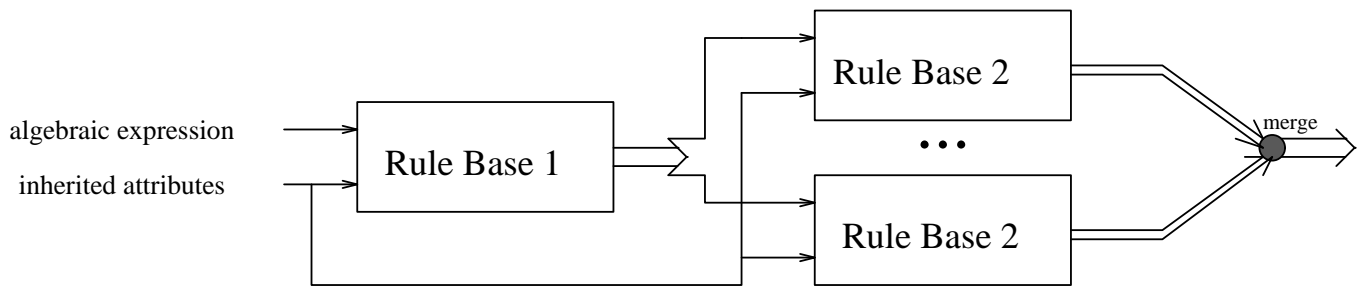 algebraic expression
inherited attributes
Rule Base 1
Rule Base 2
...
Rule Base 2
merge